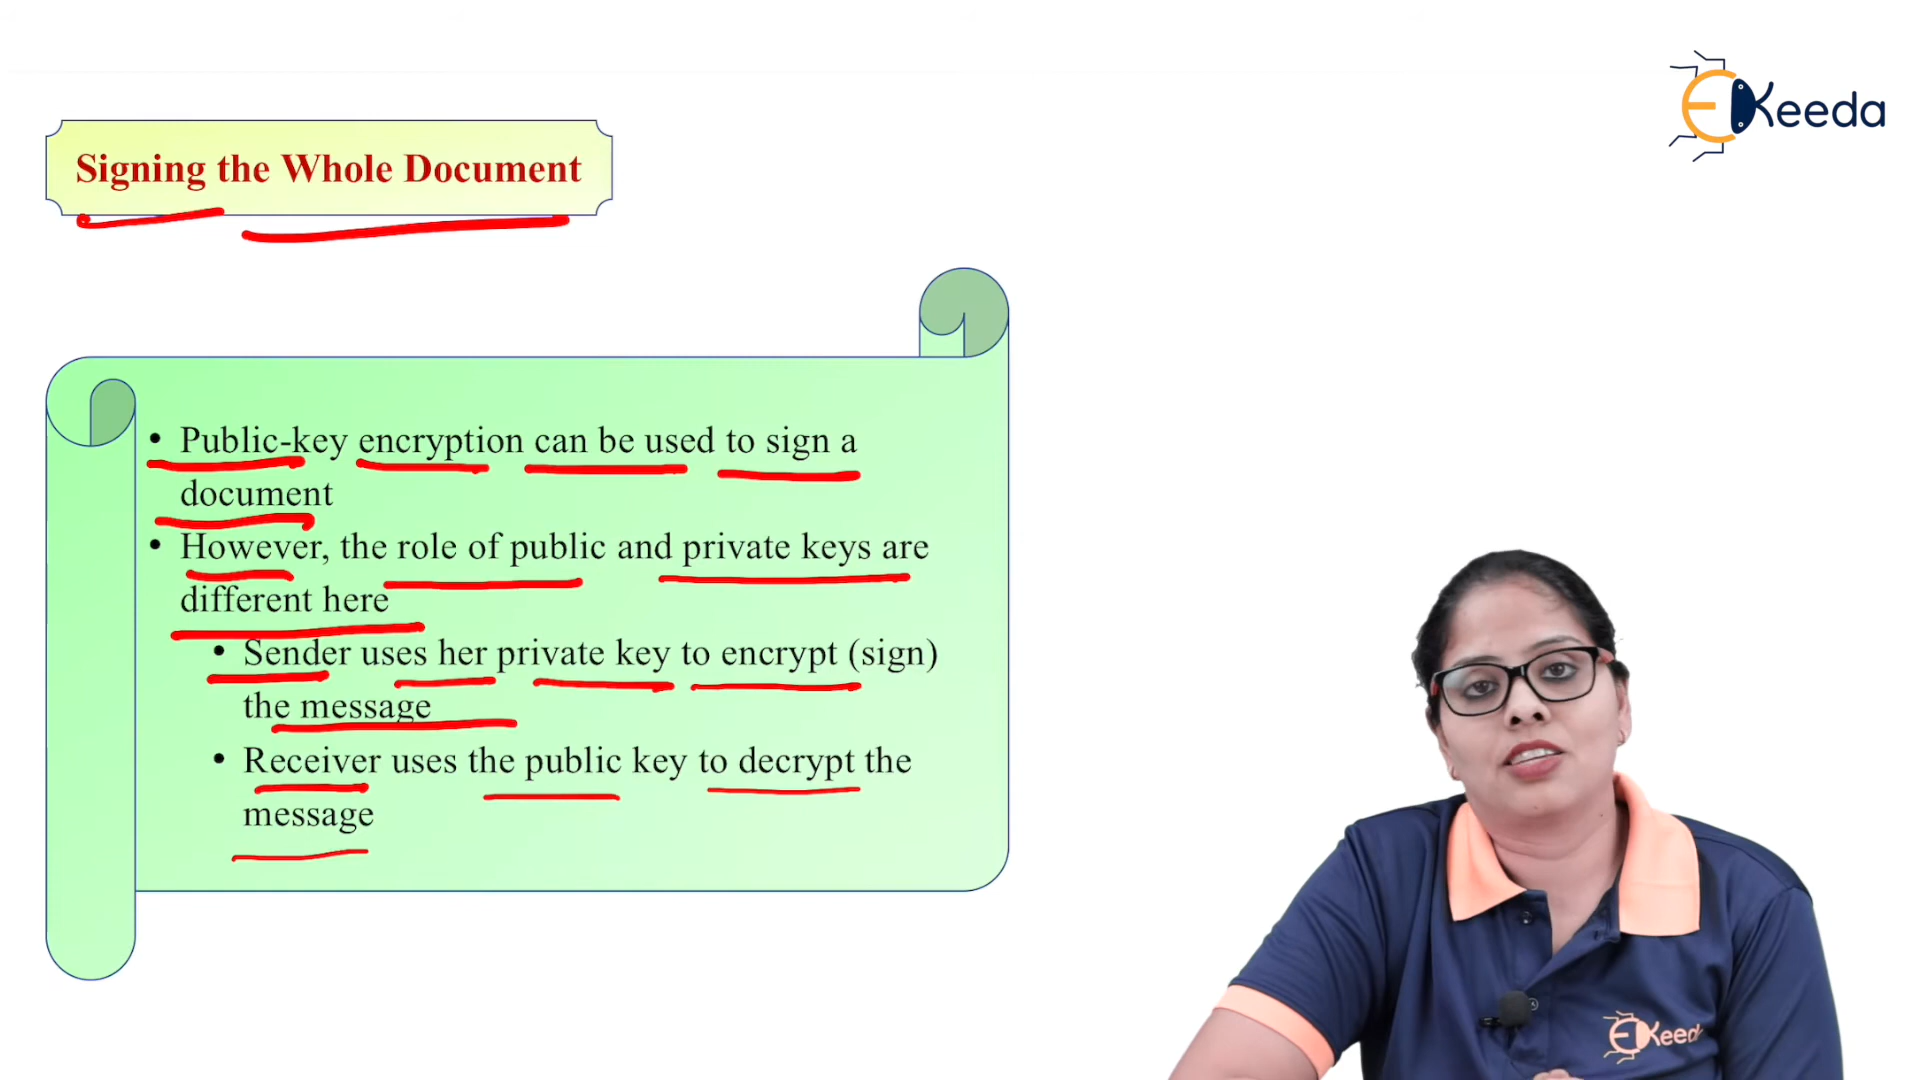 EKeeda
Signing the Whole Document
• Public-key encryption can be used to sign a
document
• However, the role of public and private keys are
different here
• Sender uses her private key to encrypt (sign)
the message
• Receiver uses the public key to decrypt the
message
EKeeda